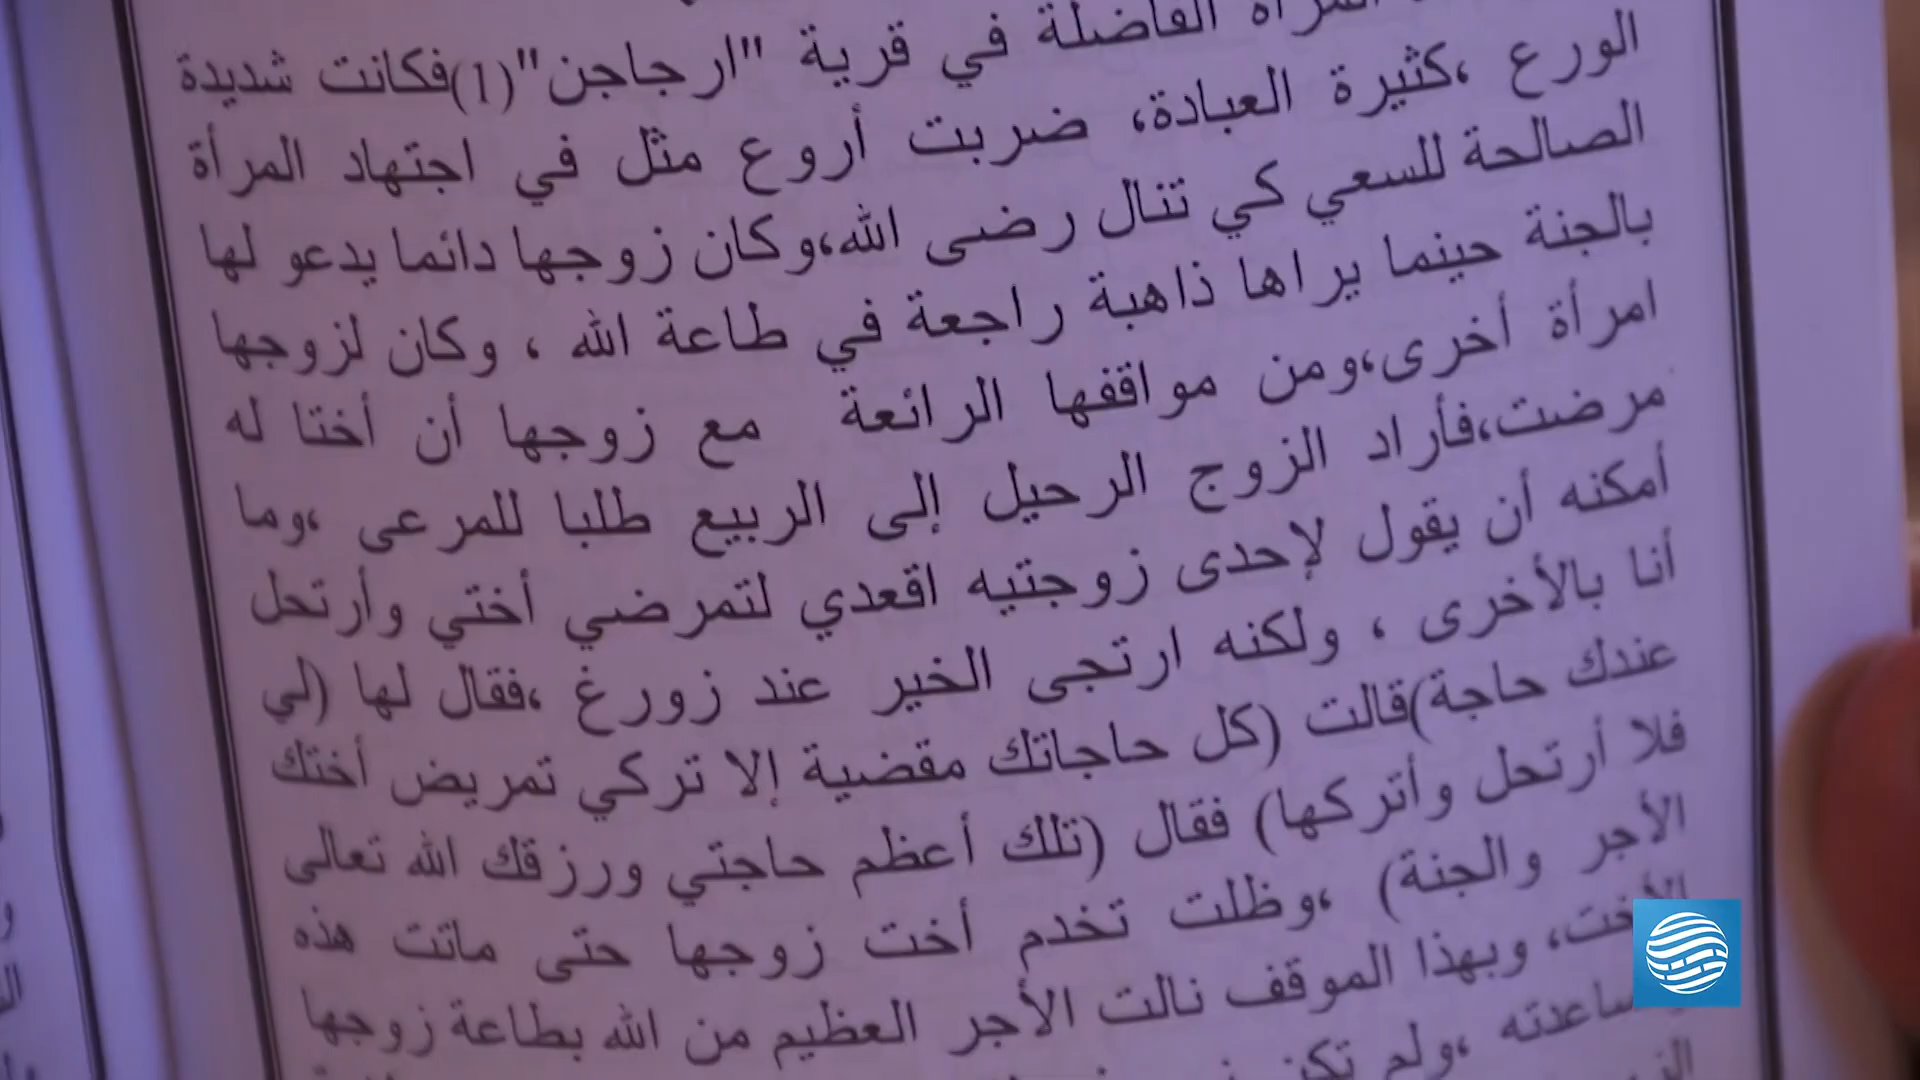 المرأة الفاضلة في قرية "ارجاجن"(1)فكانت شديدة
الورع ،كثيرة العبادة، ضربت أروع مثل في اجتهاد المرأة
الصالحة للسعي كي تنال رضى الله،وكان زوجها دائما يدعو لها
بالجنة حينما يراها ذاهبة راجعة في طاعة الله ، وكان لزوجها
امرأة أخرى،ومن مواقفها الرائعة مع زوجها أن أختا له
مرضت،فأراد الزوج الرحيل إلى الربيع طلبا للمرعى ،وما
أمكنه أن يقول لإحدى زوجتيه اقعدي لتمرضي أختي وأرتحل
أنا بالأخرى ، ولكنه ارتجى الخير عند زورغ ،فقال لها (لي
عندك حاجة)قالت (كل حاجاتك مقضية إلا تركي تمريض أختك
فلا أرتحل وأتركها) فقال (تلك أعظم حاجتي ورزقك الله تعالى
الأجر والجنة) ،وظلت تخدم أخت زوجها حتى ماتت هذه
الأخت، وبهذا الموقف نالت الأجر العظيم من الله بطاعة زوجها
،ولم تكن